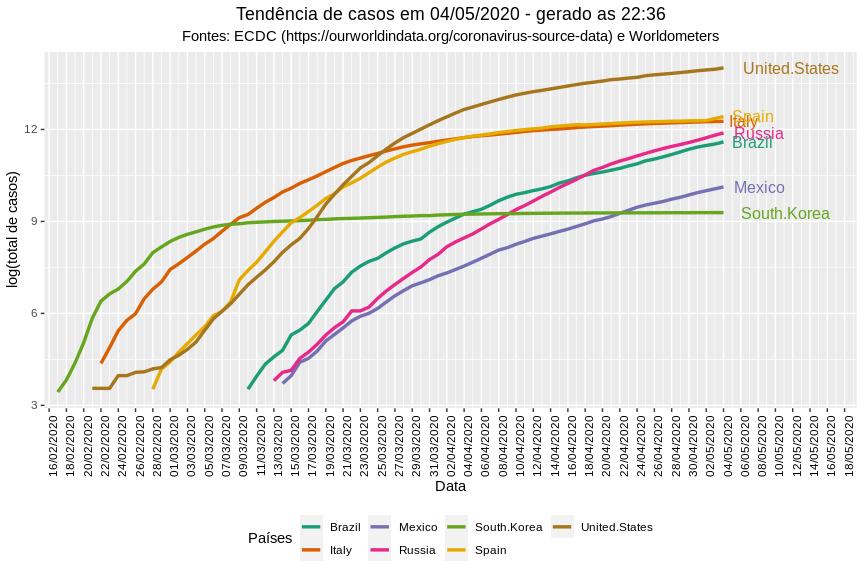 Tendência de casos em 04/05/2020 - gerado as 22:36
Fontes: ECDC (https://ourworldindata.org/coronavirus-source-data) e Worldometers
United.States
Spain
Italy
Russia
Brazil
Mexico
South.Korea
12
9
6
3
log(total de casos)
16/02/2020 18/02/2020 20/02/2020 22/02/2020 24/02/2020 26/02/2020 28/02/2020 01/03/2020 03/03/2020 05/03/2020 07/03/2020 09/03/2020 11/03/2020 13/03/2020 15/03/2020 17/03/2020 19/03/2020 21/03/2020 23/03/2020 25/03/2020 27/03/2020 29/03/2020 31/03/2020 02/04/2020 04/04/2020 06/04/2020 08/04/2020 10/04/2020 12/04/2020 14/04/2020 16/04/2020 18/04/2020 20/04/2020 22/04/2020 24/04/2020 26/04/2020 28/04/2020 30/04/2020 02/05/2020 04/05/2020 06/05/2020 08/05/2020 10/05/2020 12/05/2020 14/05/2020 16/05/2020 18/05/2020
Data
Países
Brazil Mexico South.Korea United.States
Italy Russia Spain